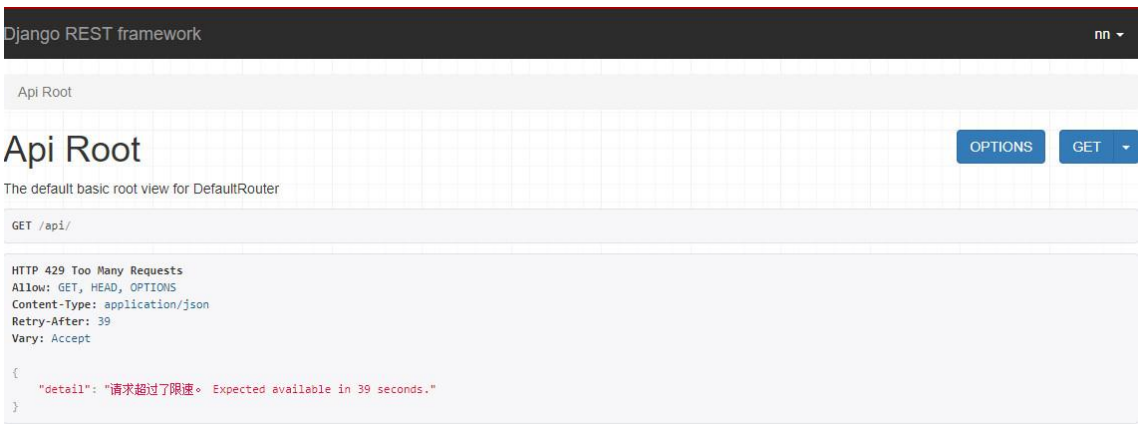 Django REST framework
nn
Api Root
Api Root
OPTIONS
GET
The default basic root view for DefaultRouter
GET /api/
HTTP 429 Too Many Requests
Allow: GET, HEAD, OPTIONS
Content-Type: application/json
Retry-After: 39
Vary: Accept
{
"detail": "请求超过了限速。 Expected available in 39 seconds."
}